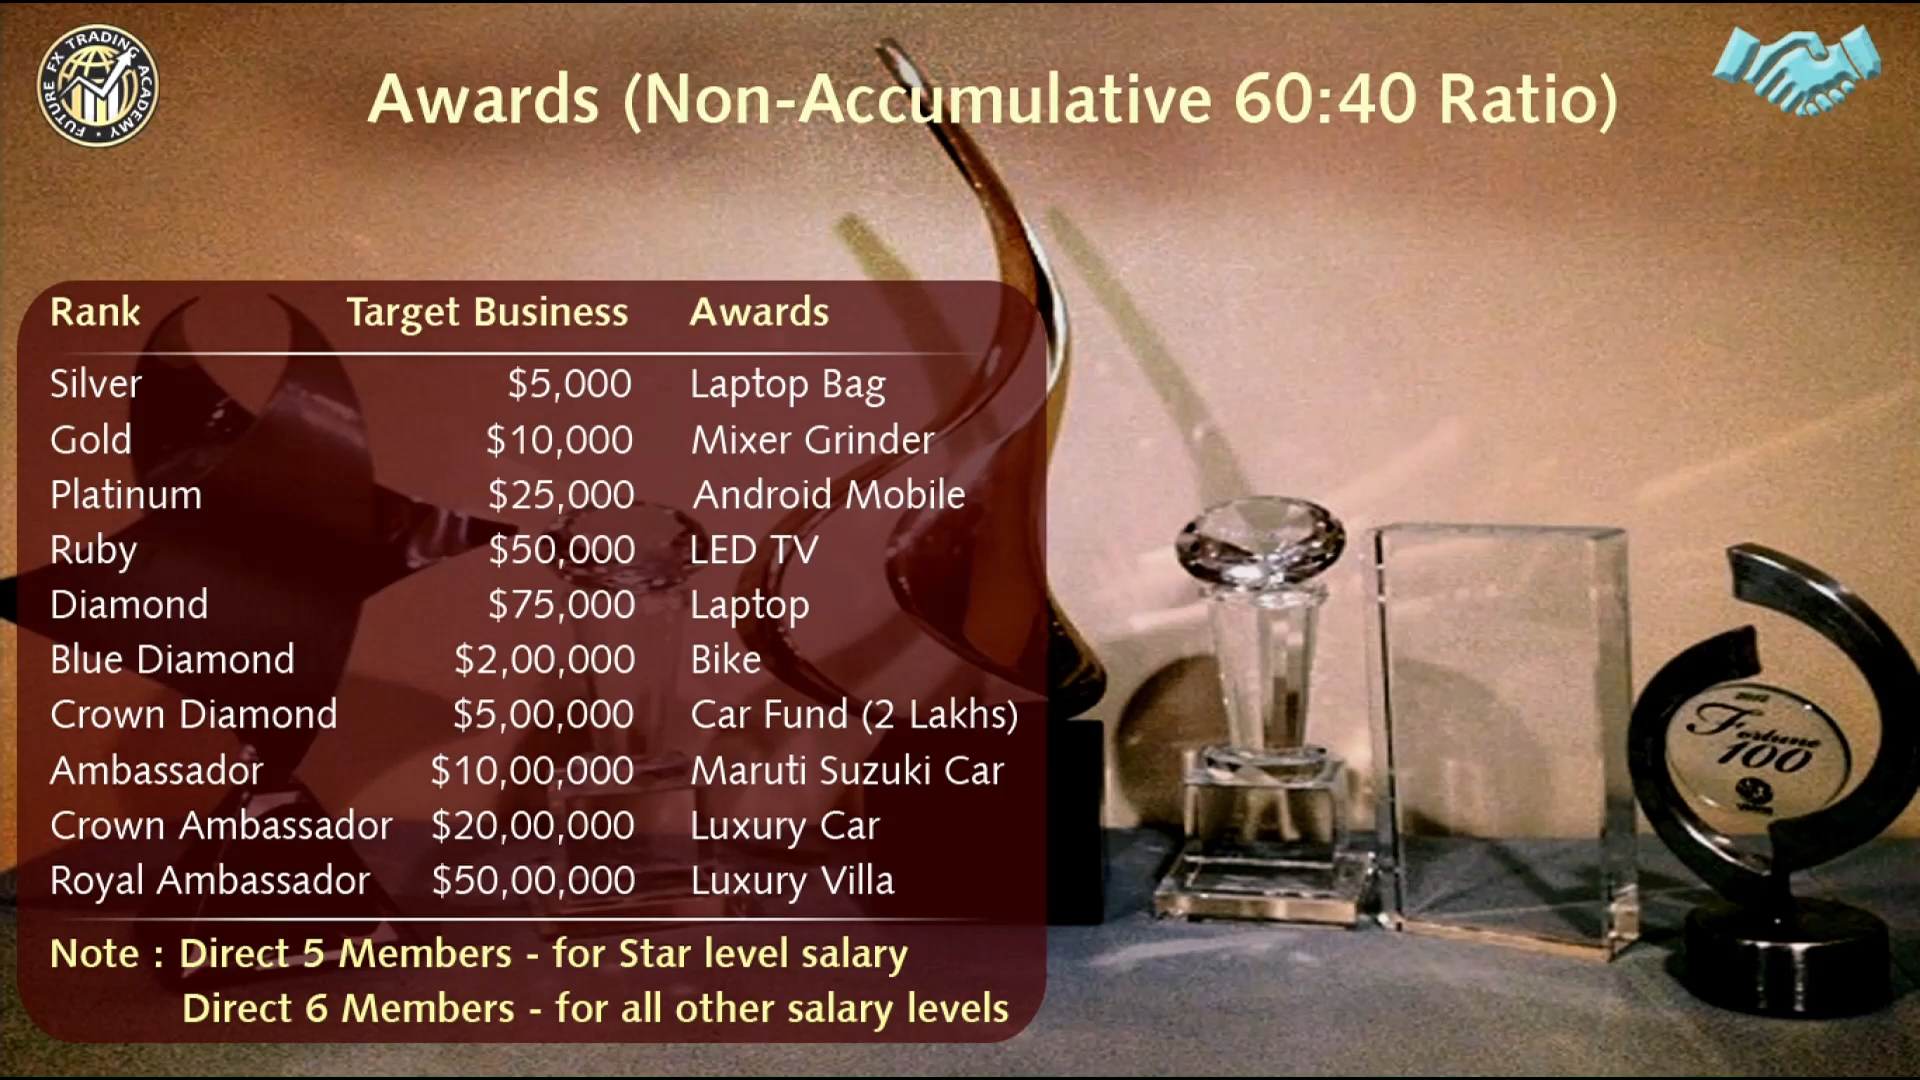 FUTURE FX TRADING ACADEMY
Awards (Non-Accumulative 60:40 Ratio)
Rank Target Business Awards
Silver $5,000 Laptop Bag
Gold $10,000 Mixer Grinder
Platinum $25,000 Android Mobile
Ruby $50,000 LED TV
Diamond $75,000 Laptop
Blue Diamond $2,00,000 Bike
Crown Diamond $5,00,000 Car Fund (2 Lakhs)
Ambassador $10,00,000 Maruti Suzuki Car
Crown Ambassador $20,00,000 Luxury Car
Royal Ambassador $50,00,000 Luxury Villa
Note : Direct 5 Members - for Star level salary
Direct 6 Members - for all other salary levels
Fortune
100